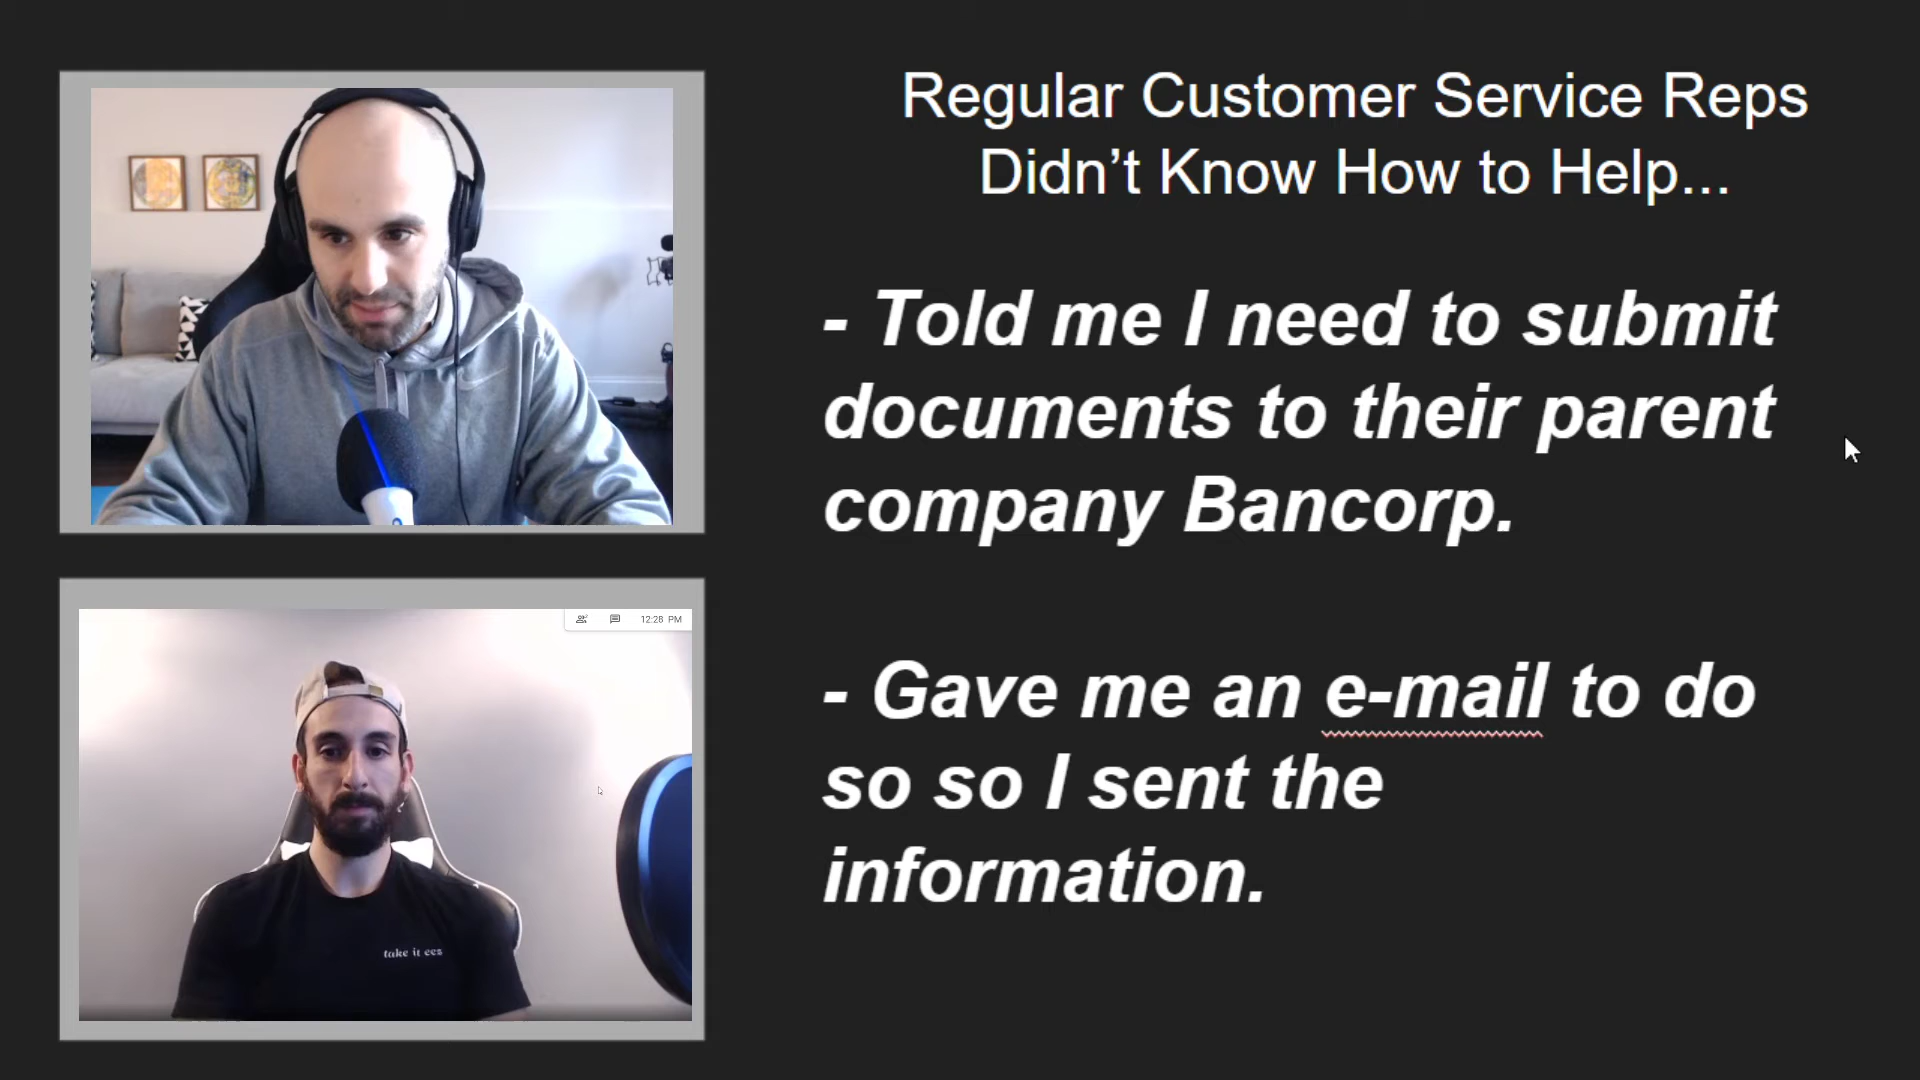 Regular Customer Service Reps
Didn't Know How to Help...
- Told me I need to submit
documents to their parent
company Bancorp.
- Gave me an e-mail to do
so so I sent the
information.
12:28 PM
take it eez